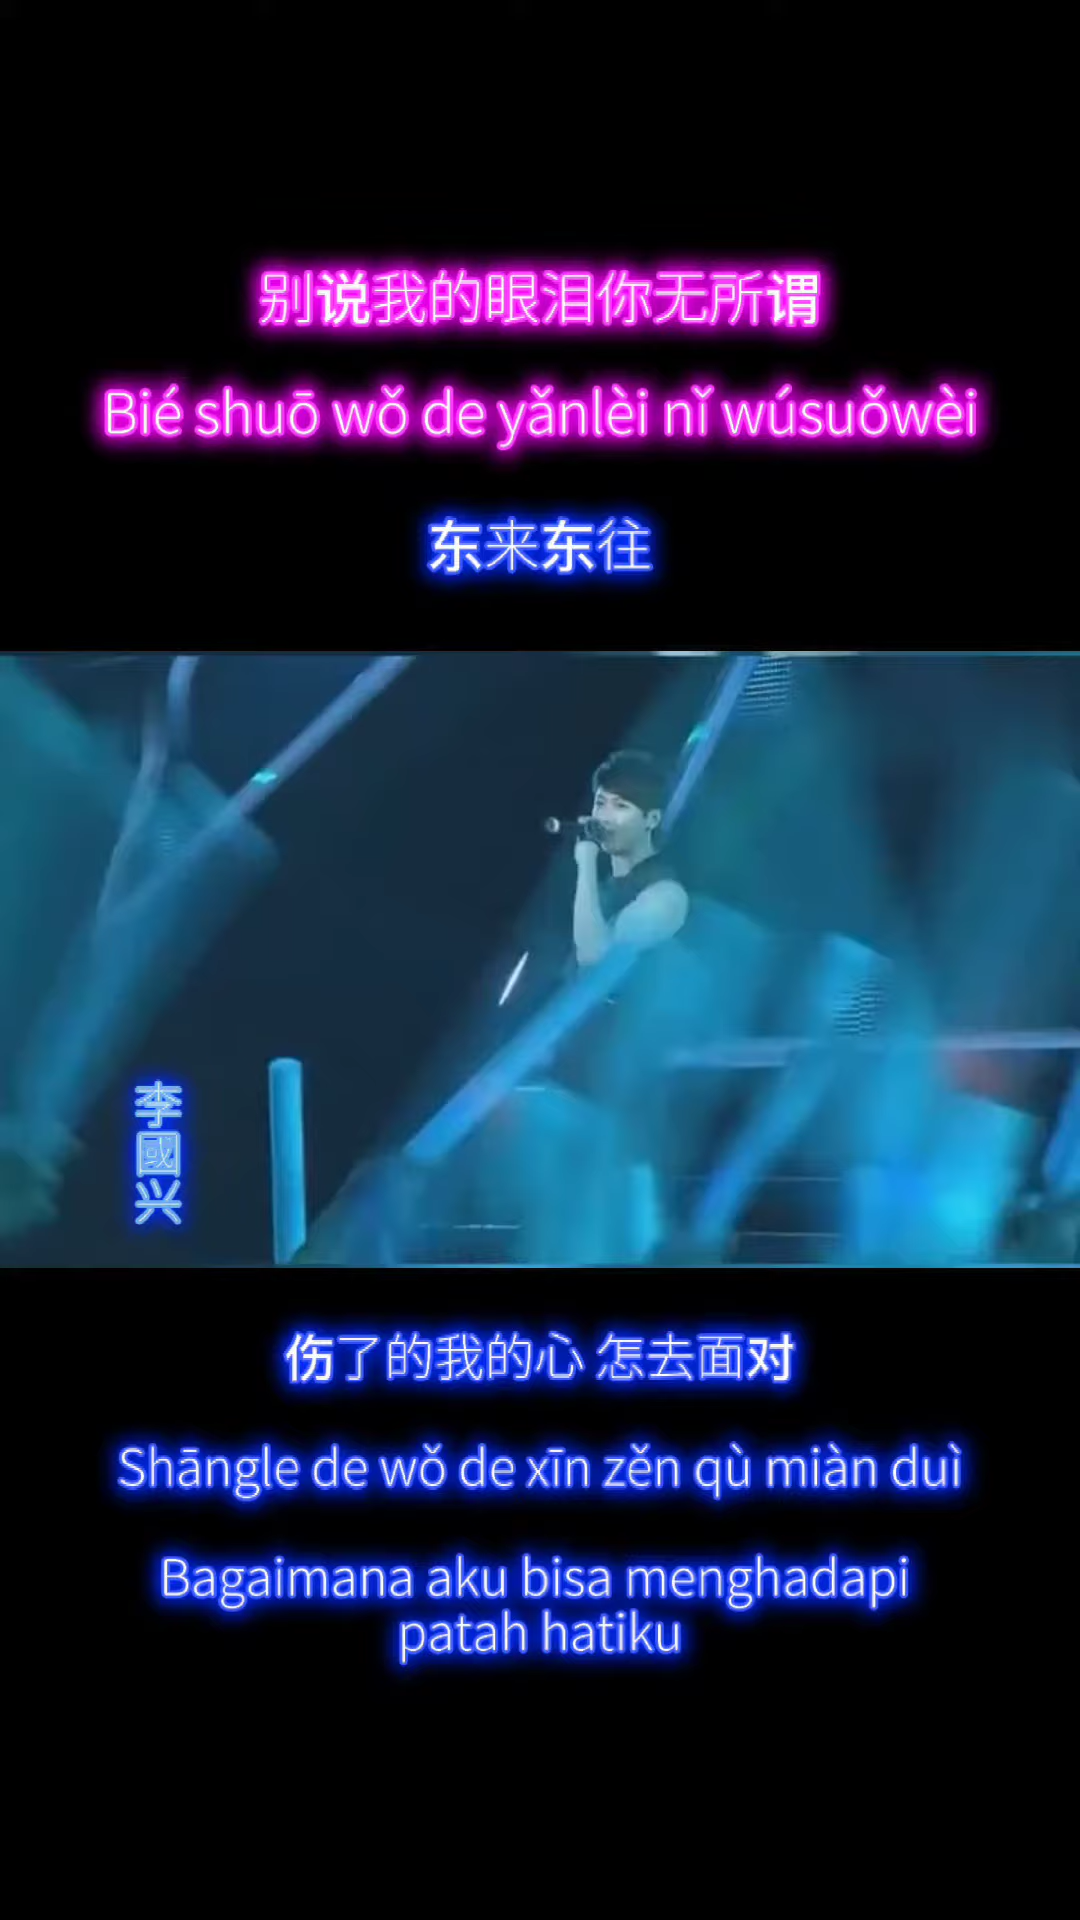 别说我的眼泪你无所谓
Bié shuō wǒ de yǎnlèi nǐ wúsuǒwèi
东来东往
李國兴
伤了的我的心 怎去面对
Shāngle de wǒ de xīn zěn qù miàn duì
Bagaimana aku bisa menghadapi
patah hatiku